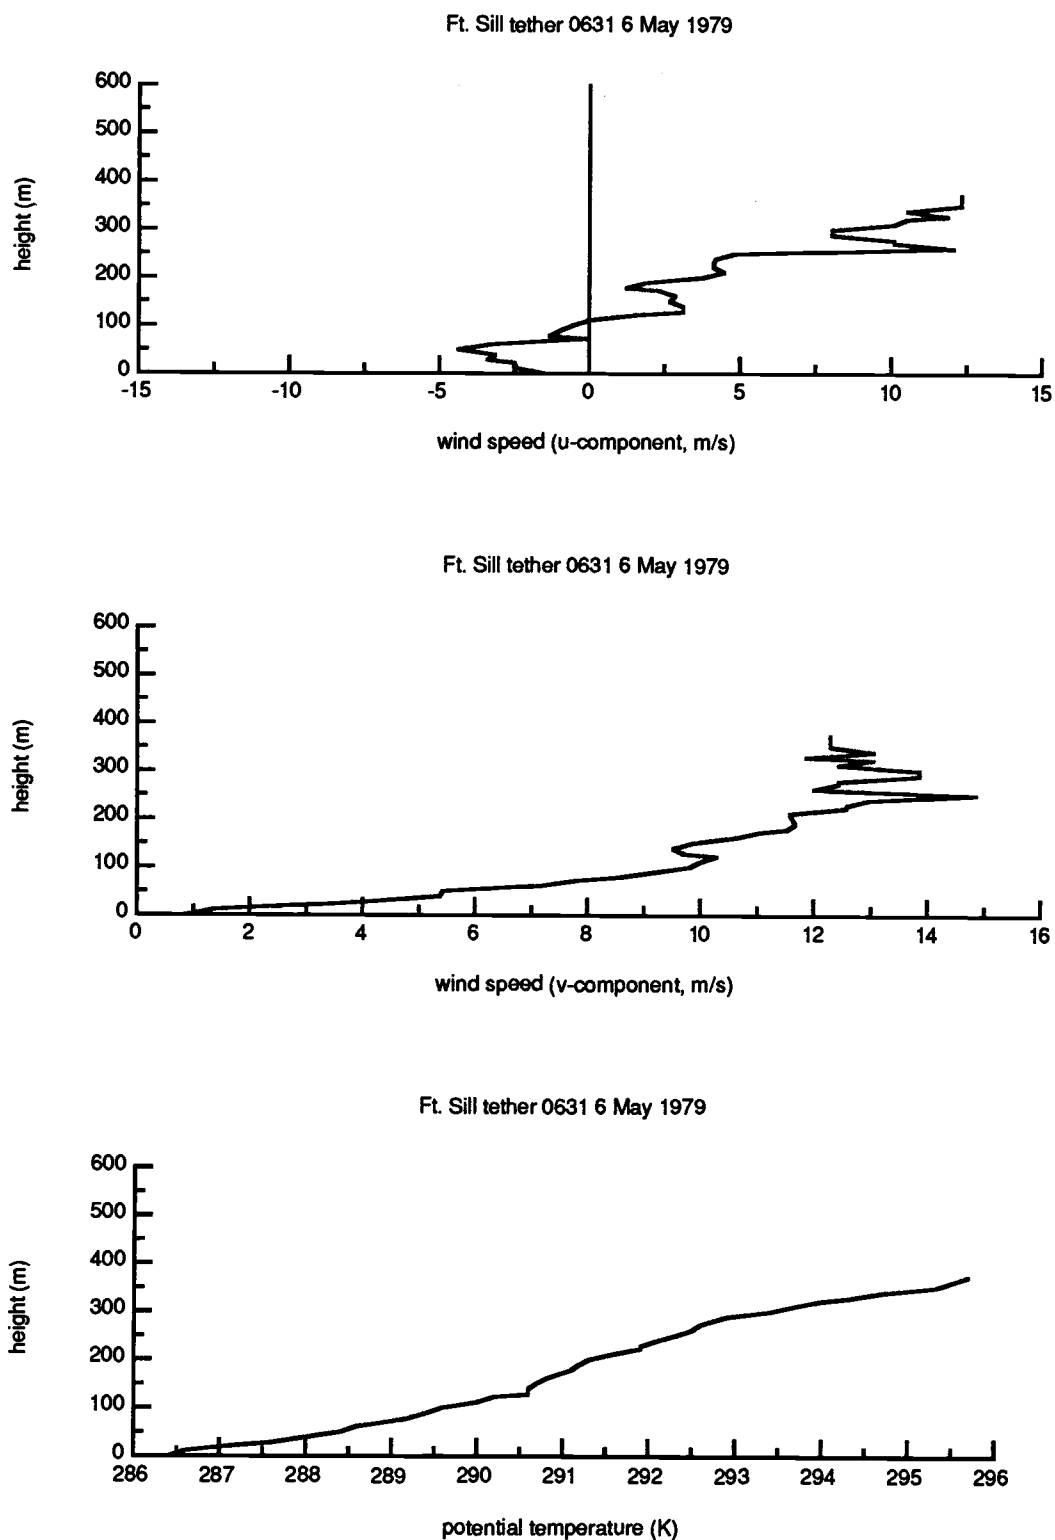 Ft. Sill tether 0631 6 May 1979
600
500
400
300
200
100
0
height (m)
-15 -10 -5 0 5 10 15
wind speed (u-component, m/s)
Ft. Sill tether 0631 6 May 1979
600
500
400
300
200
100
0
height (m)
0 2 4 6 8 10 12 14 16
wind speed (v-component, m/s)
Ft. Sill tether 0631 6 May 1979
600
500
400
300
200
100
0
height (m)
286 287 288 289 290 291 292 293 294 295 296
potential temperature (K)